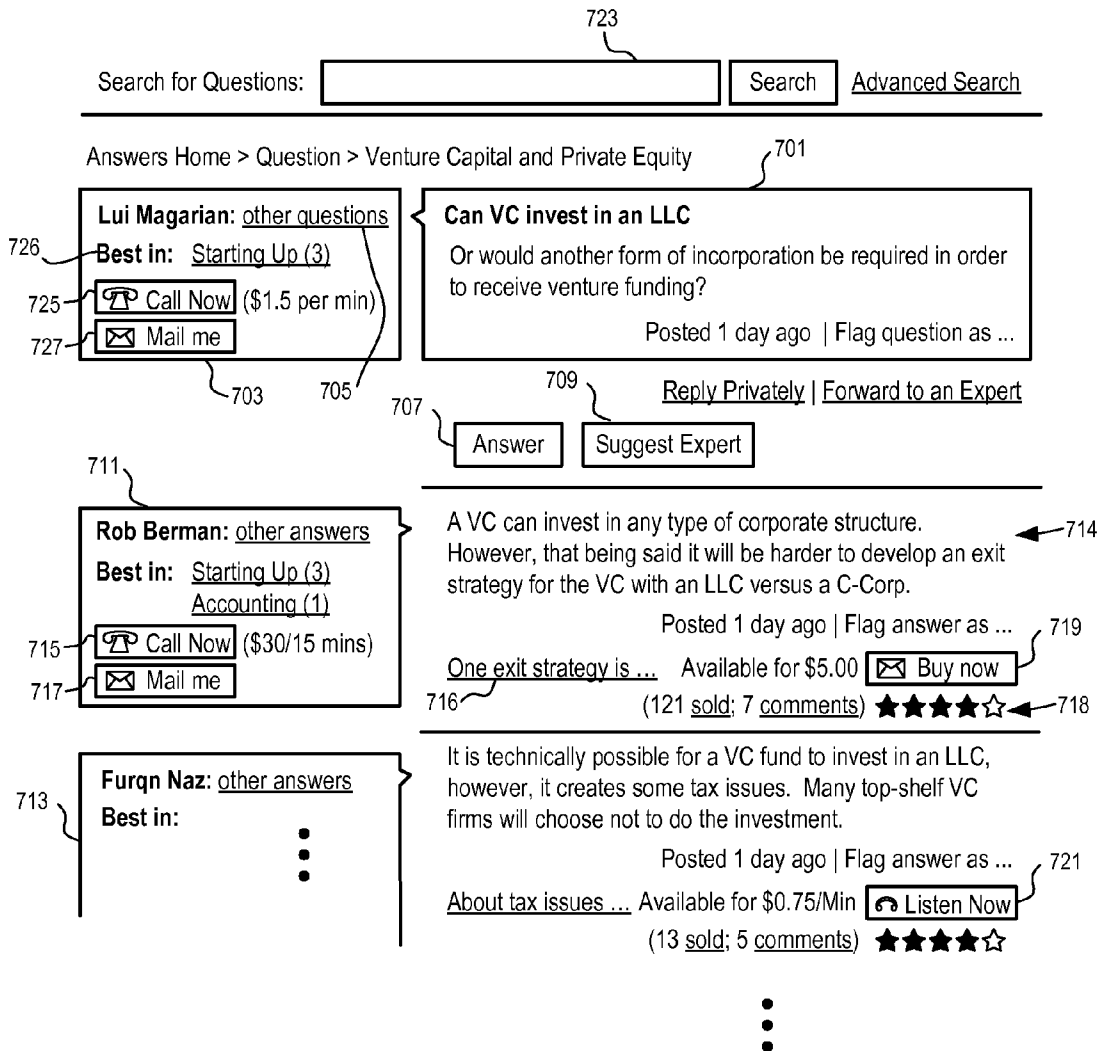 723
Search for Questions: Search Advanced Search
Answers Home > Question > Venture Capital and Private Equity
701
Lui Magarian: other questions
726
Best in: Starting Up (3)
725
Call Now ($1.5 per min)
727
Mail me
703
705
Can VC invest in an LLC
Or would another form of incorporation be required in order
to receive venture funding?
Posted 1 day ago | Flag question as ...
Reply Privately | Forward to an Expert
707
709
Answer Suggest Expert
711
Rob Berman: other answers
Best in: Starting Up (3)
Accounting (1)
715
Call Now ($30/15 mins)
717
Mail me
A VC can invest in any type of corporate structure.
However, that being said it will be harder to develop an exit
strategy for the VC with an LLC versus a C-Corp.
714
Posted 1 day ago | Flag answer as ...
719
One exit strategy is ... Available for $5.00 Buy now
716
(121 sold; 7 comments)
718
713
Furqn Naz: other answers
Best in:
It is technically possible for a VC fund to invest in an LLC,
however, it creates some tax issues. Many top-shelf VC
firms will choose not to do the investment.
Posted 1 day ago | Flag answer as ...
721
About tax issues ... Available for $0.75/Min Listen Now
(13 sold; 5 comments)